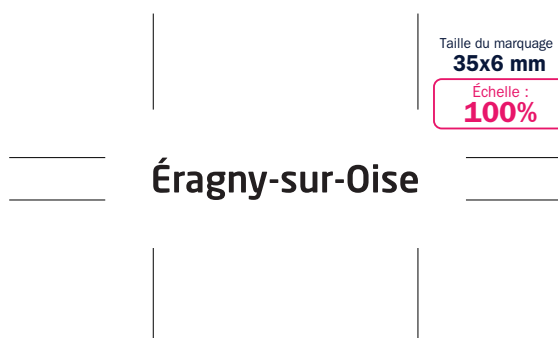 Taille du marquage
35x6 mm
Échelle :
100%
Éragny-sur-Oise